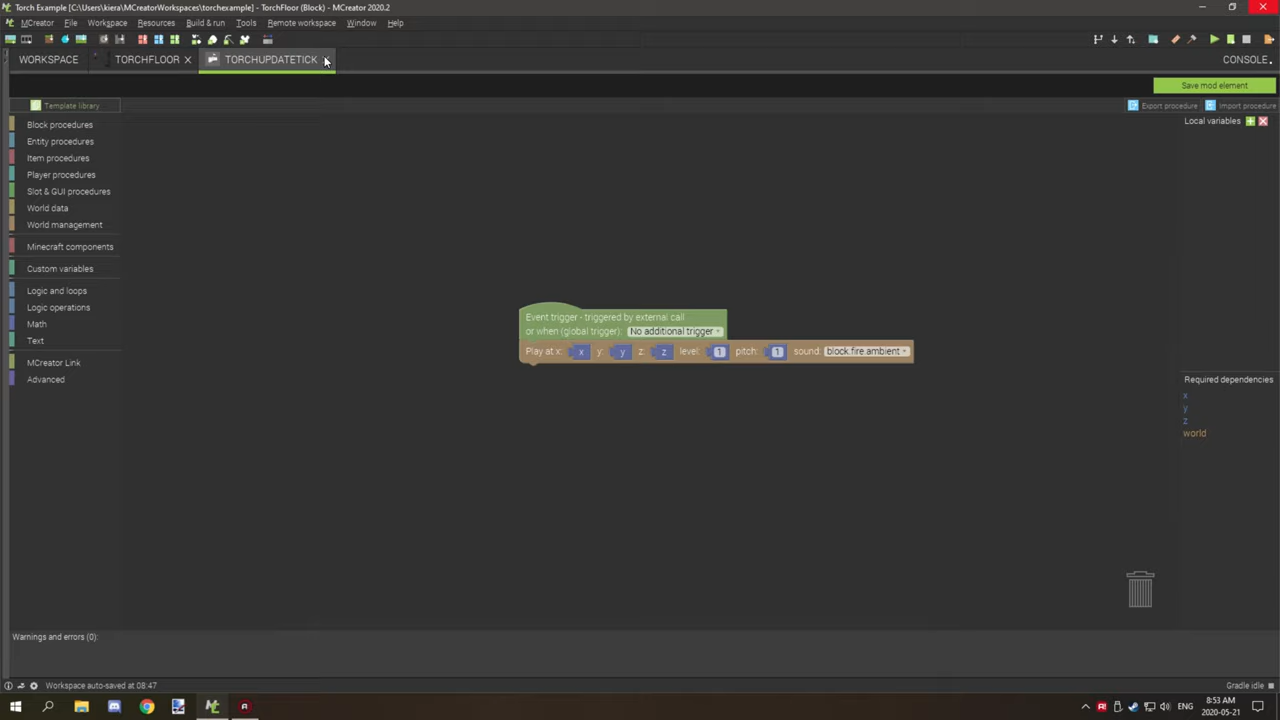 Torch Example [C:\Users\kiera\MCreatorWorkspaces\torchexample] - TorchFloor (Block) - MCreator 2020.2
MCreator File Workspace Resources Build & run Tools Remote workspace Window Help
WORKSPACE TORCHFLOOR TORCHUPDATETICK CONSOLE
Save mod element
Template library Export procedure Import procedure
Local variables
Block procedures
Entity procedures
Item procedures
Player procedures
Slot & GUI procedures
World data
World management
Minecraft components
Custom variables
Logic and loops
Logic operations
Math
Text
MCreator Link
Advanced
Event trigger - triggered by external call
or when (global trigger): No additional trigger
Play at x: x y: y z: z level: 1 pitch: 1 sound: block.fire.ambient
Required dependencies
x
y
z
world
Warnings and errors (0):
Workspace auto-saved at 08:47 Gradle idle
ENG
8:53 AM
2020-05-21